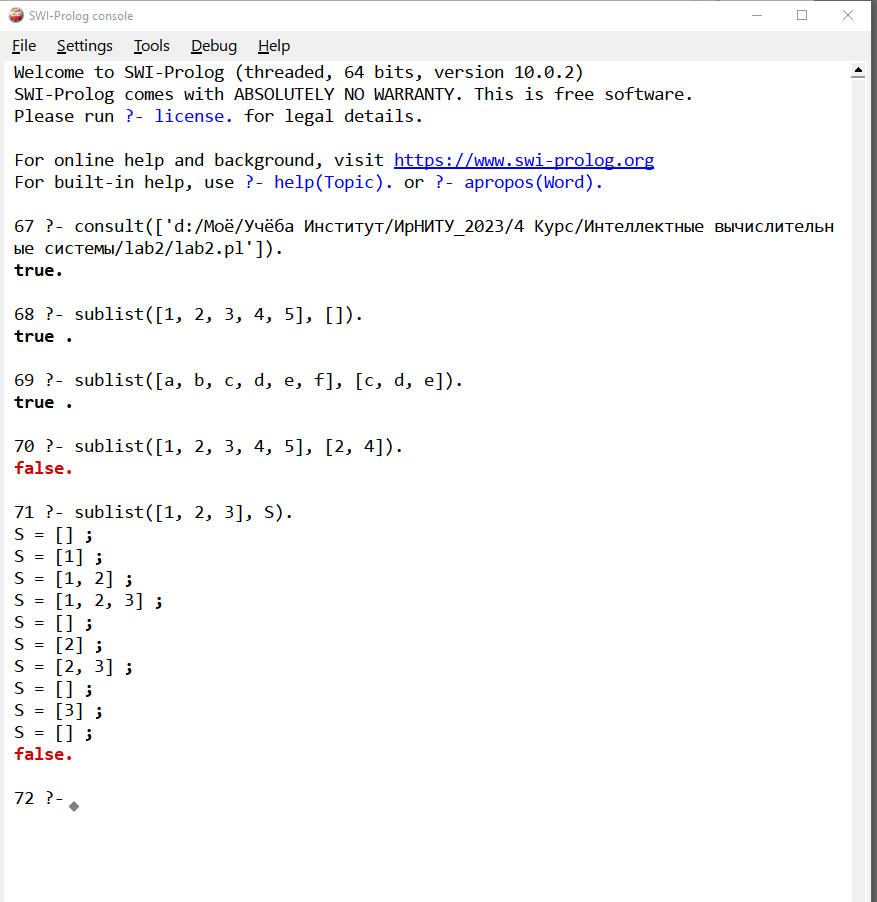 SWI-Prolog console
File Settings Tools Debug Help
Welcome to SWI-Prolog (threaded, 64 bits, version 10.0.2)
SWI-Prolog comes with ABSOLUTELY NO WARRANTY. This is free software.
Please run ?- license. for legal details.
For online help and background, visit https://www.swi-prolog.org
For built-in help, use ?- help(Topic). or ?- apropos(Word).
67 ?- consult(['d:/Моё/Учёба Институт/ИрНИТУ_2023/4 Курс/Интеллектные вычислительн
ые системы/lab2/lab2.pl']).
true.
68 ?- sublist([1, 2, 3, 4, 5], []).
true .
69 ?- sublist([a, b, c, d, e, f], [c, d, e]).
true .
70 ?- sublist([1, 2, 3, 4, 5], [2, 4]).
false.
71 ?- sublist([1, 2, 3], S).
S = [] ;
S = [1] ;
S = [1, 2] ;
S = [1, 2, 3] ;
S = [] ;
S = [2] ;
S = [2, 3] ;
S = [] ;
S = [3] ;
S = [] ;
false.
72 ?-